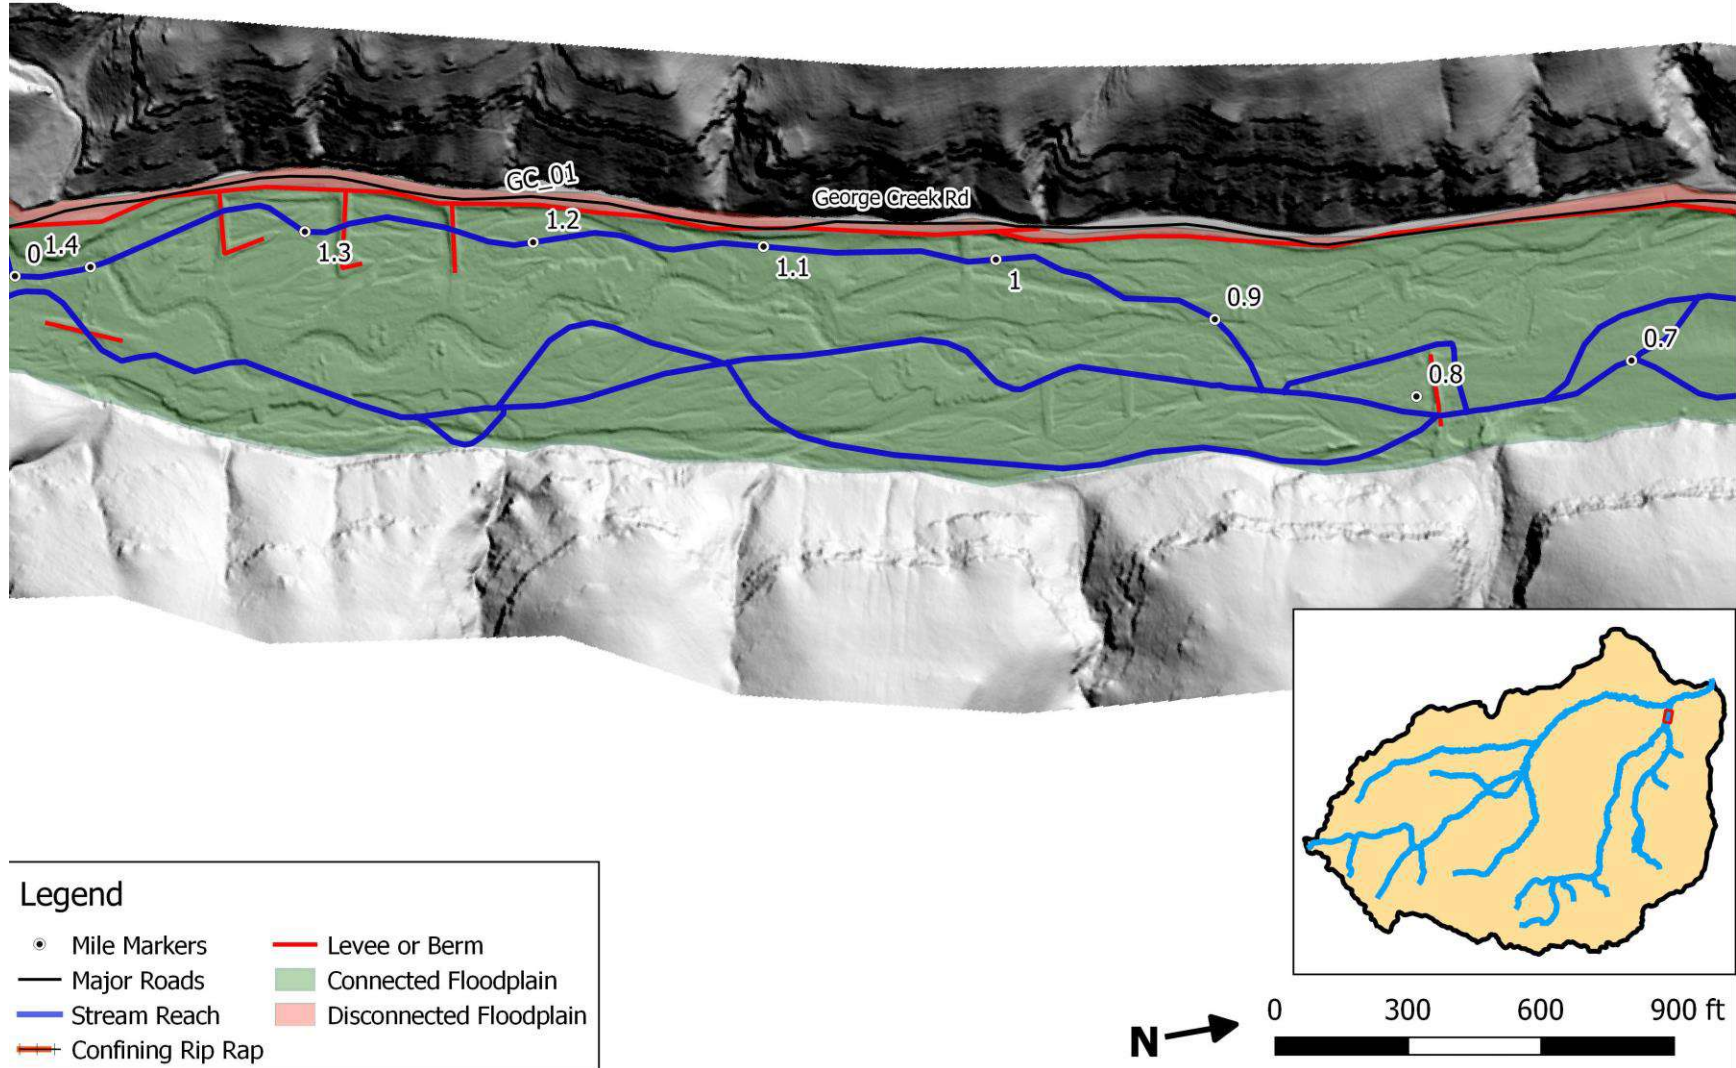 GC_01
George Creek Rd
0
1.4
1.3
1.2
1.1
1
0.9
0.8
0.7
Legend
Mile Markers
Major Roads
Stream Reach
Confining Rip Rap
Levee or Berm
Connected Floodplain
Disconnected Floodplain
N
0 300 600 900 ft